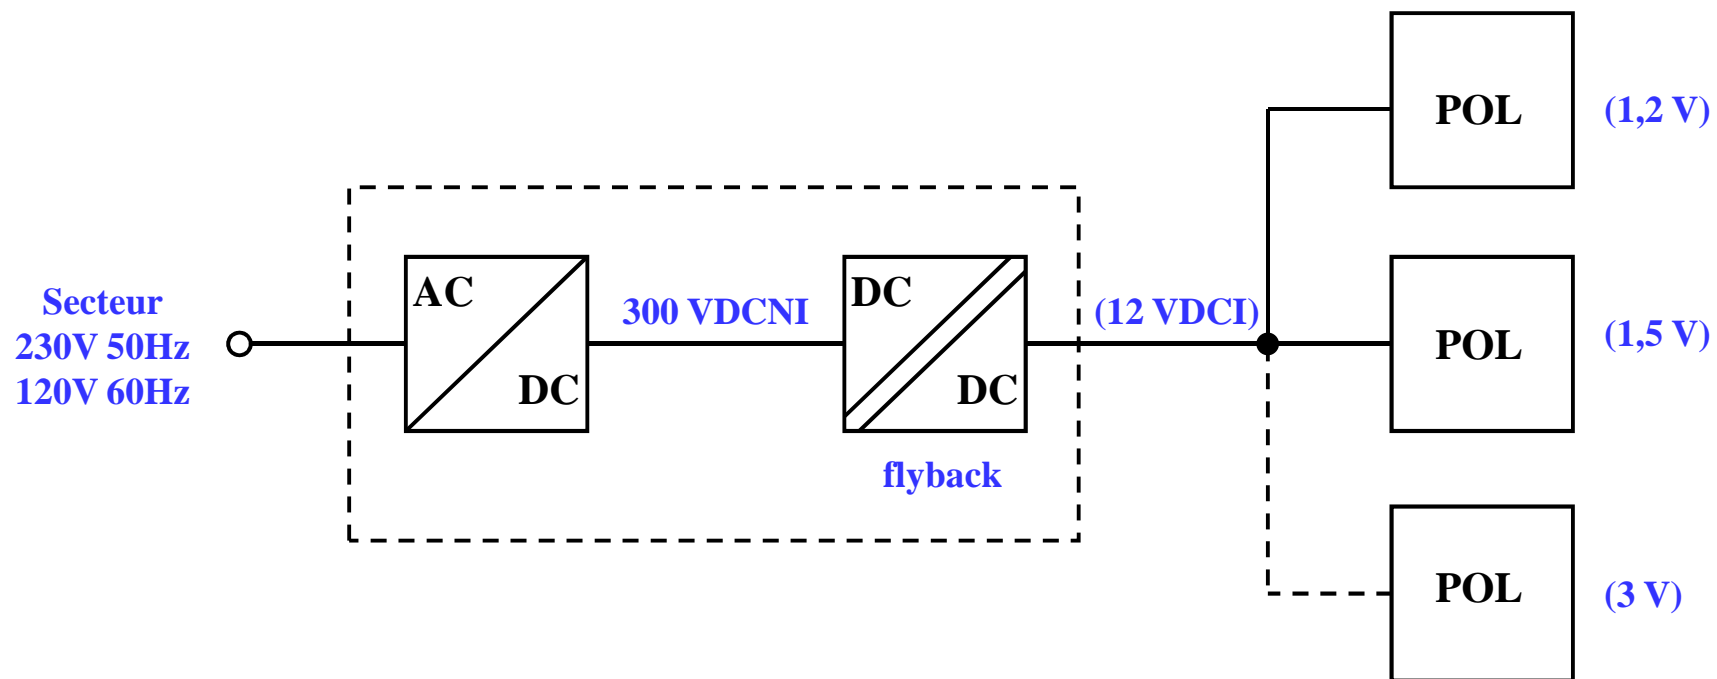 POL
(1,2 V)
Secteur
230V 50Hz
120V 60Hz
AC
DC
300 VDCNI
DC
DC
flyback
(12 VDCI)
POL
(1,5 V)
POL
(3 V)